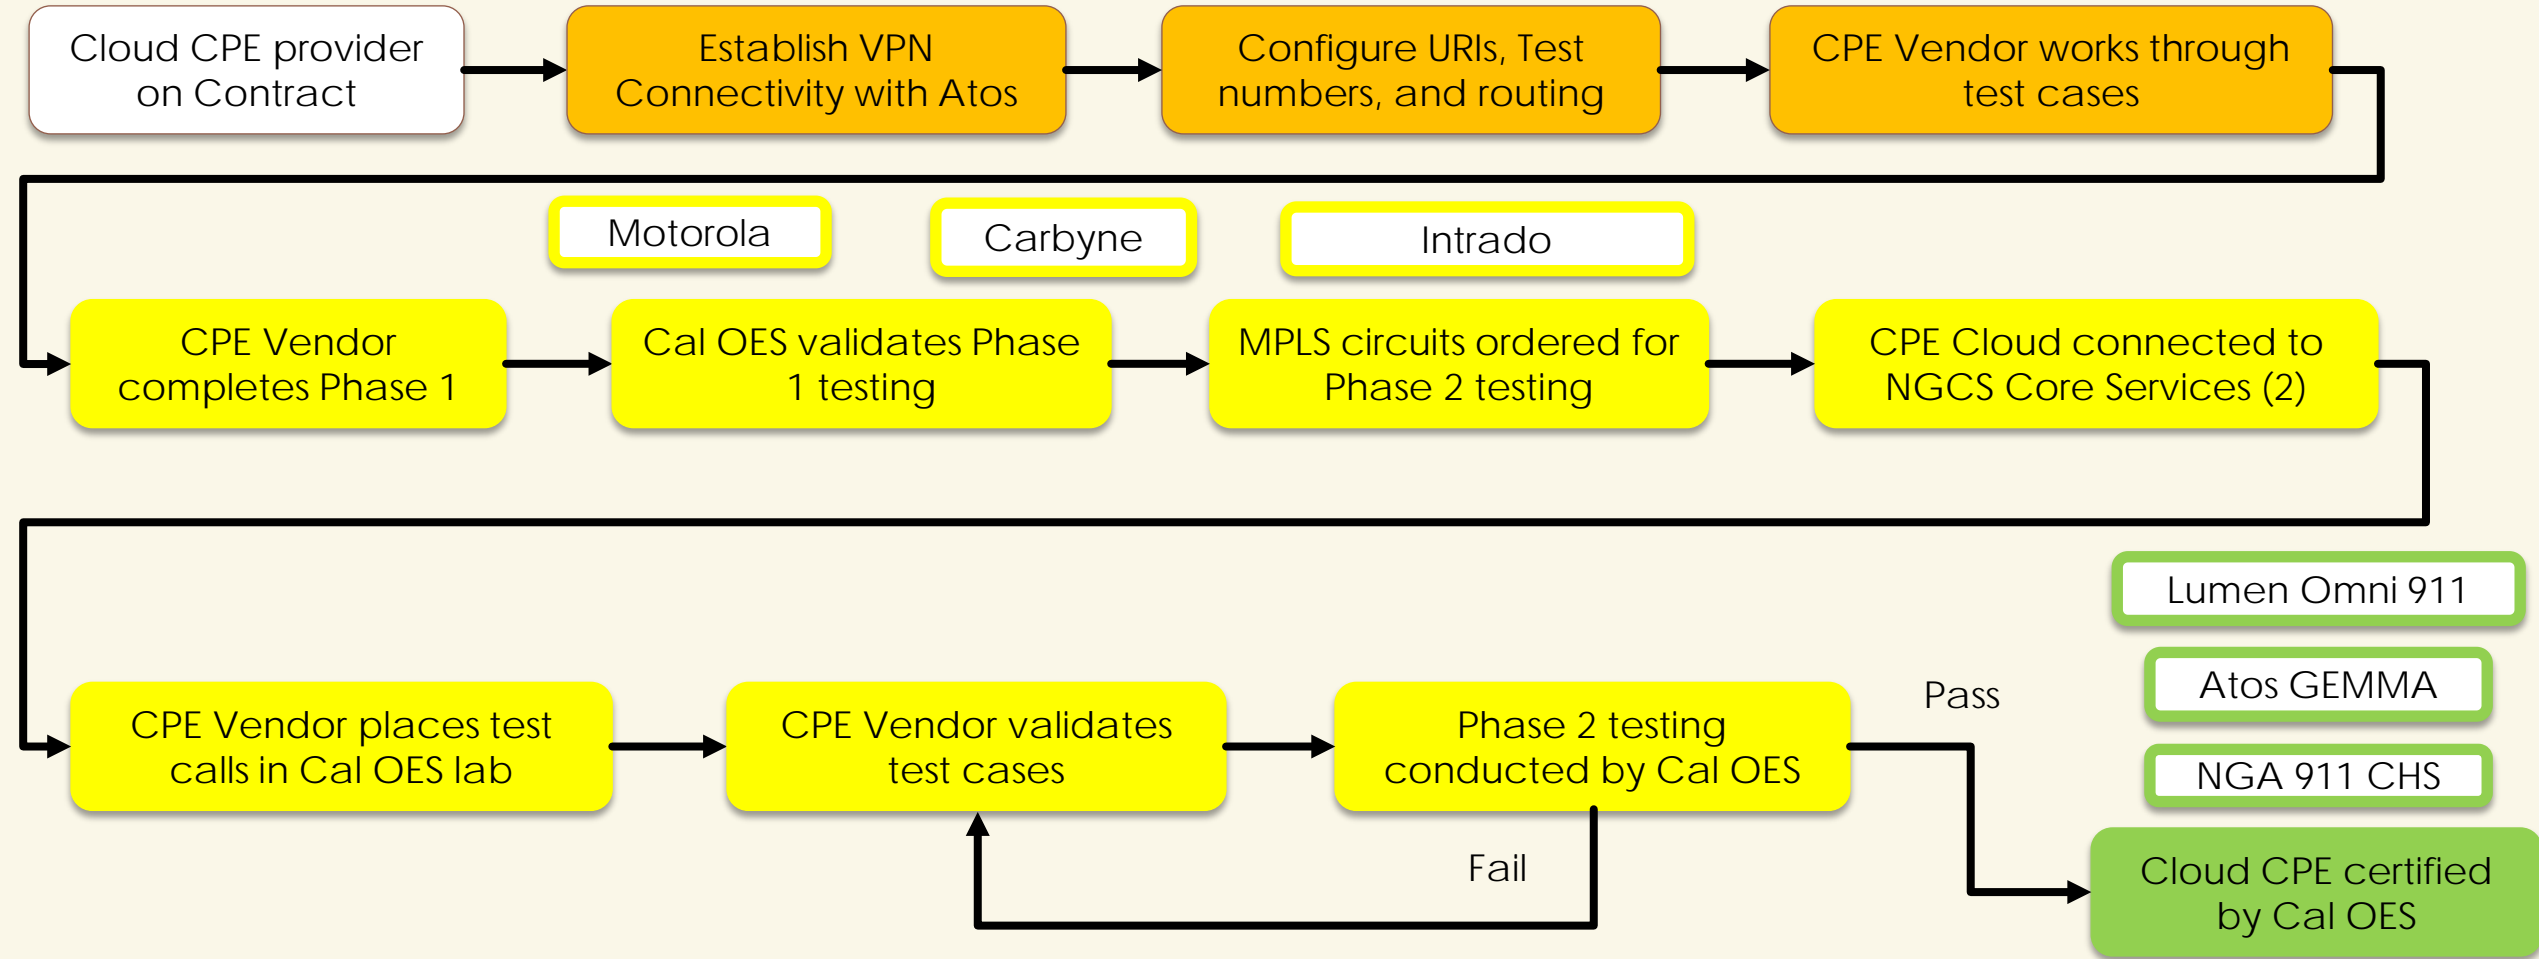 Cloud CPE provider
on Contract
Establish VPN
Connectivity with Atos
Configure URIs, Test
numbers, and routing
CPE Vendor works through
test cases
Motorola
Carbyne
Intrado
CPE Vendor
completes Phase 1
Cal OES validates Phase
1 testing
MPLS circuits ordered for
Phase 2 testing
CPE Cloud connected to
NGCS Core Services (2)
Lumen Omni 911
Atos GEMMA
NGA 911 CHS
CPE Vendor places test
calls in Cal OES lab
CPE Vendor validates
test cases
Phase 2 testing
conducted by Cal OES
Pass
Fail
Cloud CPE certified
by Cal OES